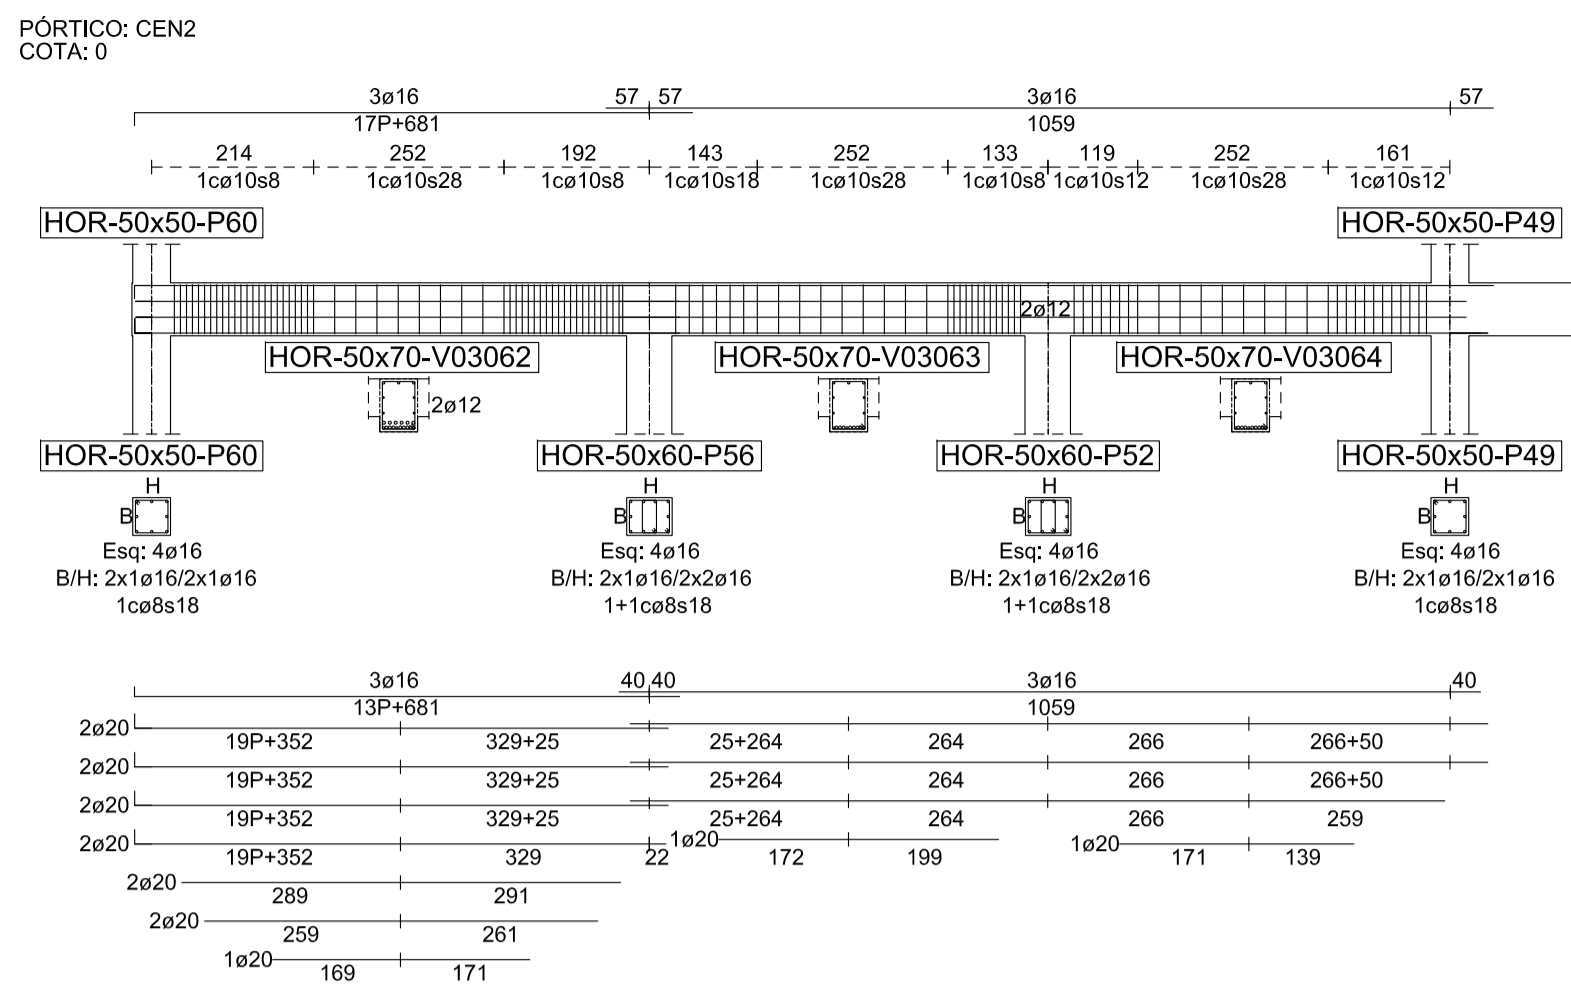 PÓRTICO: CEN2
COTA: 0
3ø16 57 57 3ø16 57
17P+681 1059
214 252 192 143 252 133 119 252 161
1cø10s8 1cø10s28 1cø10s8 1cø10s18 1cø10s28 1cø10s8 1cø10s12 1cø10s28 1cø10s12
HOR-50x50-P60 HOR-50x50-P49
2ø12
HOR-50x70-V03062 HOR-50x70-V03063 HOR-50x70-V03064
2ø12
HOR-50x50-P60 HOR-50x60-P56 HOR-50x60-P52 HOR-50x50-P49
H H H H
B B B B
Esq: 4ø16 Esq: 4ø16 Esq: 4ø16 Esq: 4ø16
B/H: 2x1ø16/2x1ø16 B/H: 2x1ø16/2x2ø16 B/H: 2x1ø16/2x2ø16 B/H: 2x1ø16/2x1ø16
1cø8s18 1+1cø8s18 1+1cø8s18 1cø8s18
3ø16 40 40 3ø16 40
13P+681 1059
2ø20
19P+352 329+25 25+264 264 266 266+50
2ø20
19P+352 329+25 25+264 264 266 266+50
2ø20
19P+352 329+25 25+264 264 266 259
2ø20 1ø20 1ø20
19P+352 329 22 172 199 171 139
2ø20
289 291
2ø20
259 261
1ø20
169 171